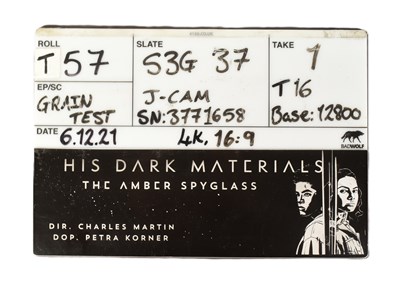 ROLL SLATE TAKE
T57 S3G 37 1
EP/SC J-CAM T16
GRAIN TEST SN:3771658 Base:12800
DATE 6.12.21 4K. 16:9 BADWOLF
HIS DARK MATERIALS
THE AMBER SPYGLASS
DIR. CHARLES MARTIN
DOP. PETRA KORNER